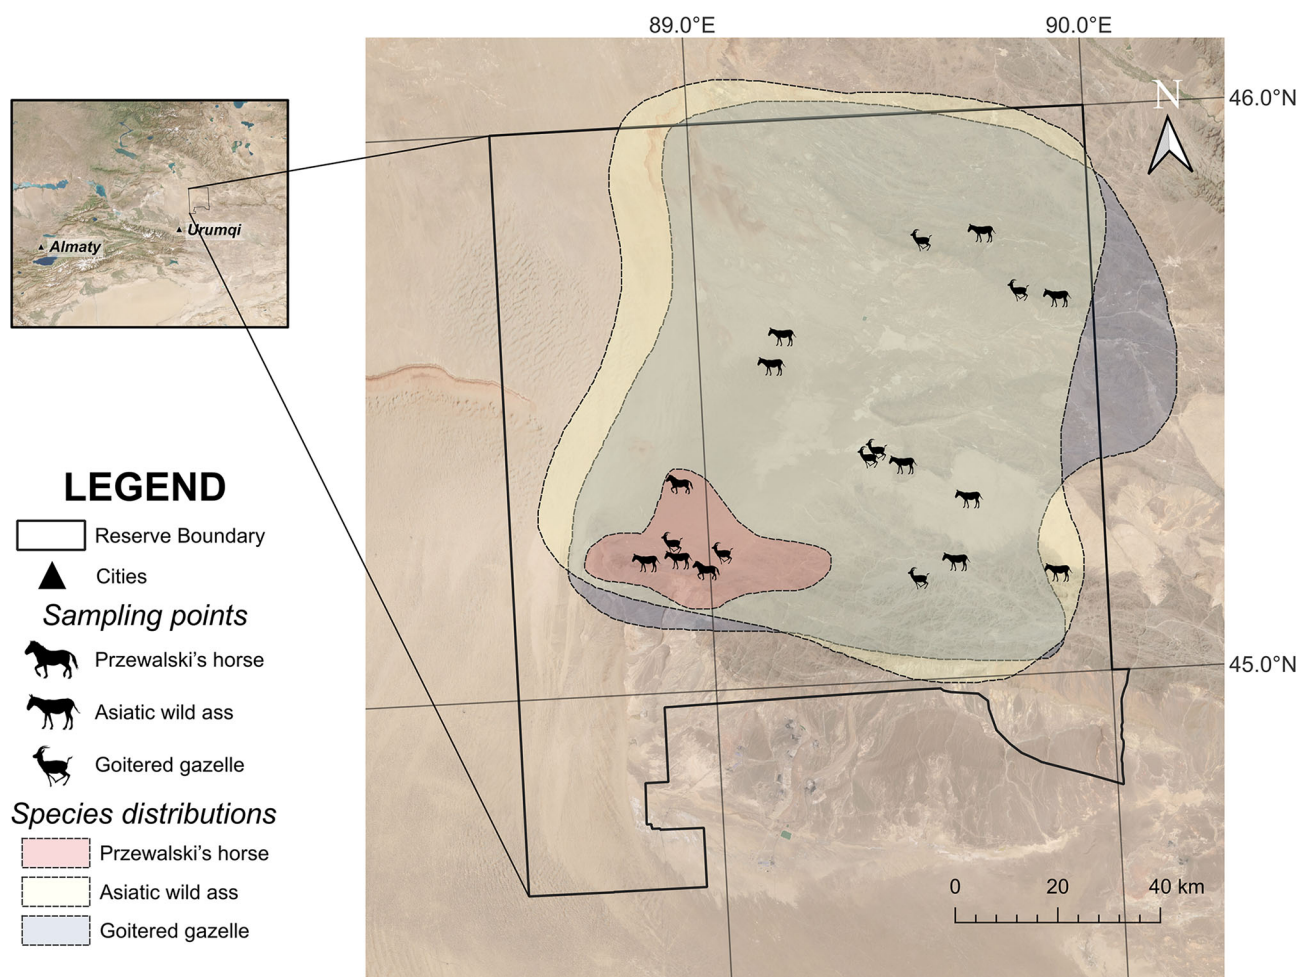 89.0°E 90.0°E
N
46.0°N
Almaty
Urumqi
45.0°N
LEGEND
Reserve Boundary
Cities
Sampling points
Przewalski's horse
Asiatic wild ass
Goitered gazelle
Species distributions
Przewalski's horse
Asiatic wild ass
Goitered gazelle
0 20 40 km